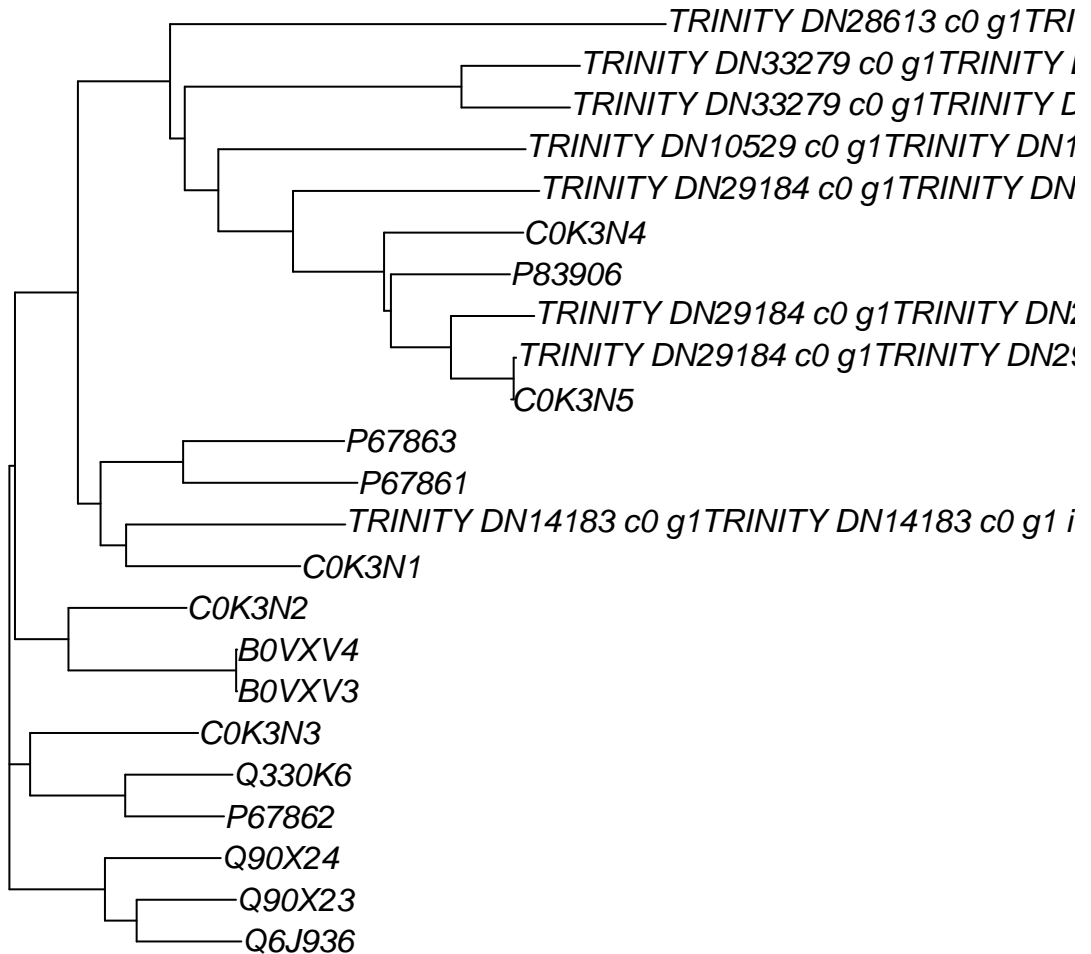 TRINITY DN28613 c0 g1TRI
TRINITY DN33279 c0 g1TRINITY D
TRINITY DN33279 c0 g1TRINITY D
TRINITY DN10529 c0 g1TRINITY DN1
TRINITY DN29184 c0 g1TRINITY DN
C0K3N4
P83906
TRINITY DN29184 c0 g1TRINITY DN2
TRINITY DN29184 c0 g1TRINITY DN29
C0K3N5
P67863
P67861
TRINITY DN14183 c0 g1TRINITY DN14183 c0 g1 i
C0K3N1
C0K3N2
B0VXV4
B0VXV3
C0K3N3
Q330K6
P67862
Q90X24
Q90X23
Q6J936